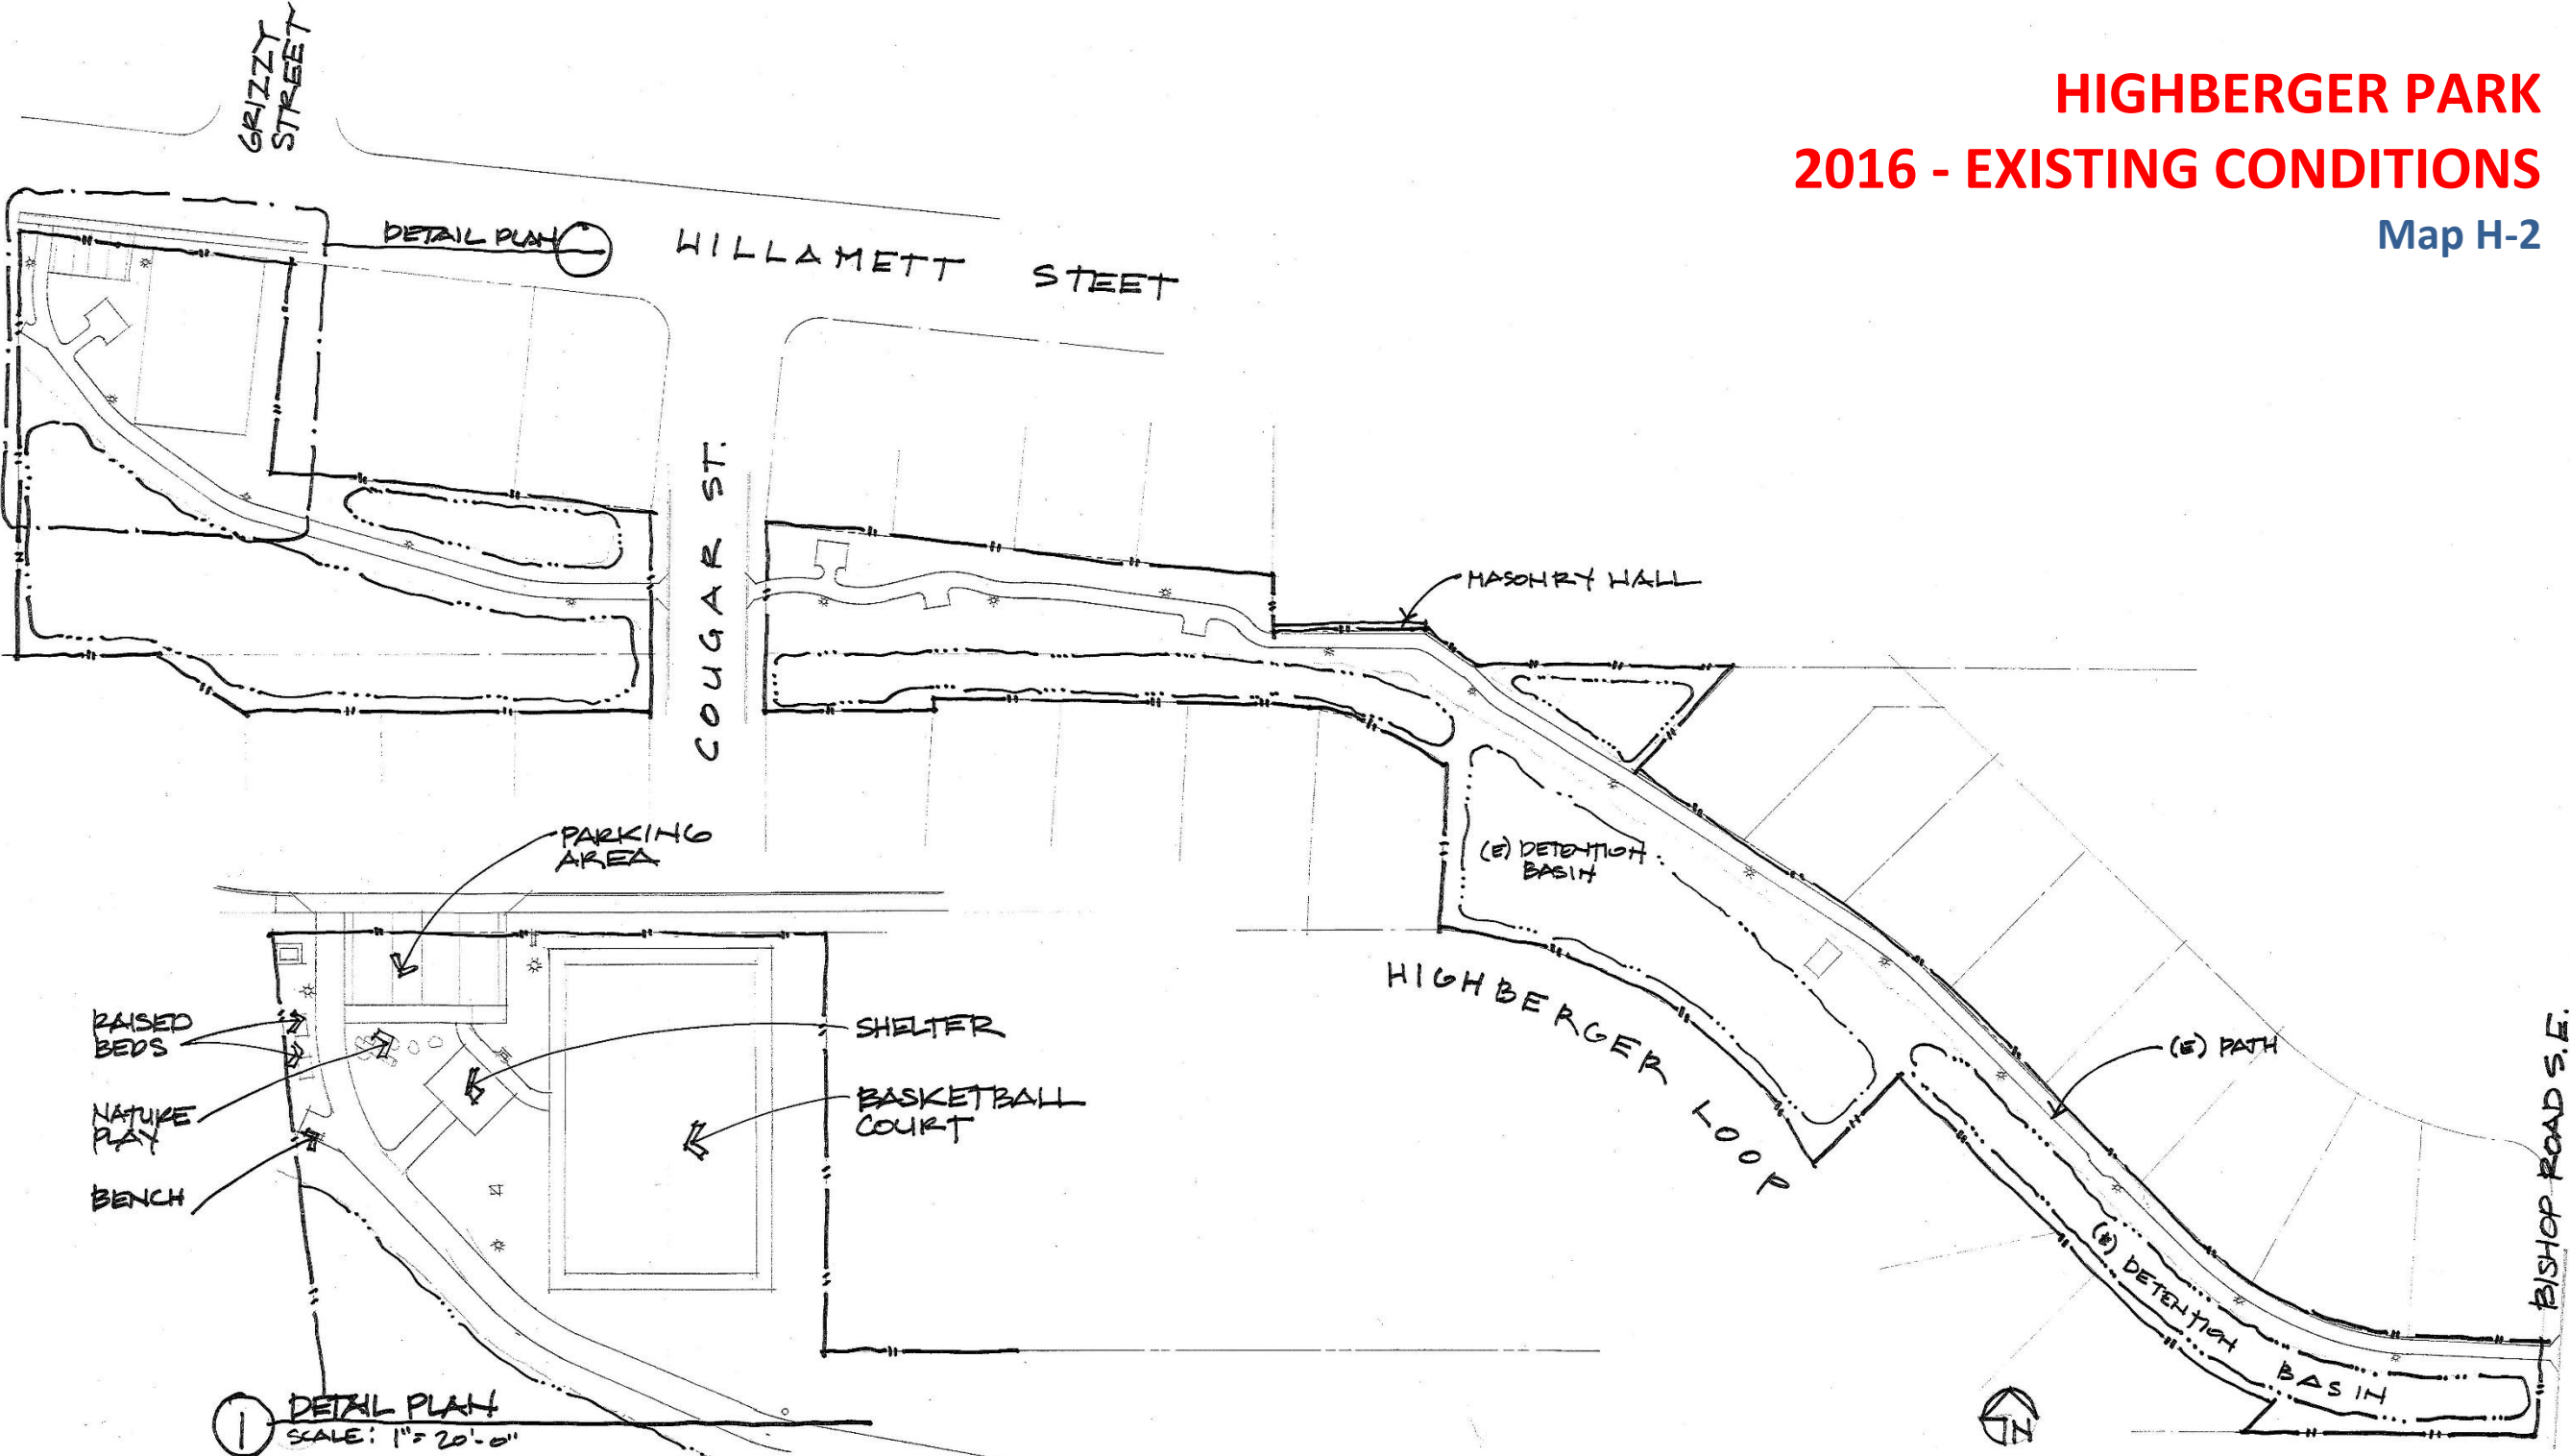 HIGHBERGER PARK
2016 - EXISTING CONDITIONS
Map H-2
GRIZZY
STREET
DETAIL PLAN
WILLAMETT STEET
COUGAR ST.
MASONRY WALL
PARKING
AREA
(E) DETENTION
BASIN
HIGHBERGER LOOP
RAISED
BEDS
SHELTER
(E) PATH
NATURE
PLAY
BASKETBALL
COURT
BENCH
BISHOP ROAD S.E.
(E) DETENTION
BASIN
1
DETAIL PLAN
SCALE: 1"= 20'-0"
N